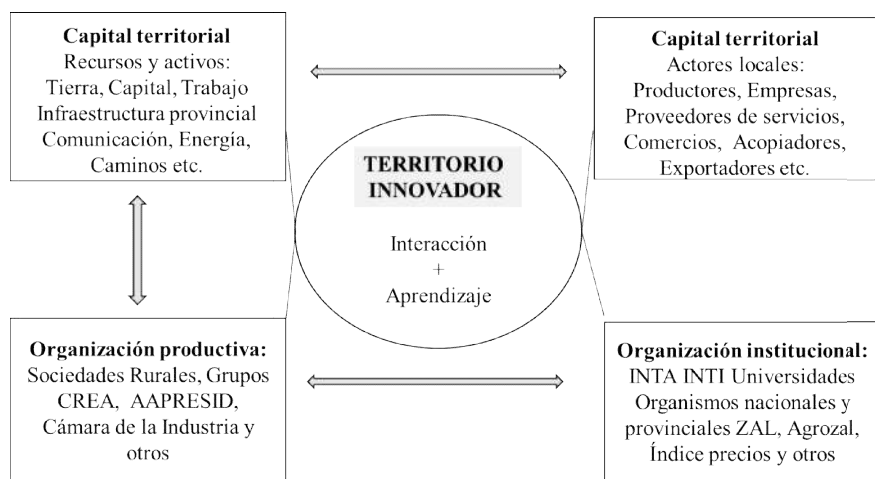 Capital territorial
Recursos y activos:
Tierra, Capital, Trabajo
Infraestructura provincial
Comunicación, Energía,
Caminos etc.
Capital territorial
Actores locales:
Productores, Empresas,
Proveedores de servicios,
Comercios, Acopiadores,
Exportadores etc.
TERRITORIO
INNOVADOR
Interacción
+
Aprendizaje
Organización productiva:
Sociedades Rurales, Grupos
CREA, AAPRESID,
Cámara de la Industria y
otros
Organización institucional:
INTA INTI Universidades
Organismos nacionales y
provinciales ZAL, Agrozal,
Índice precios y otros